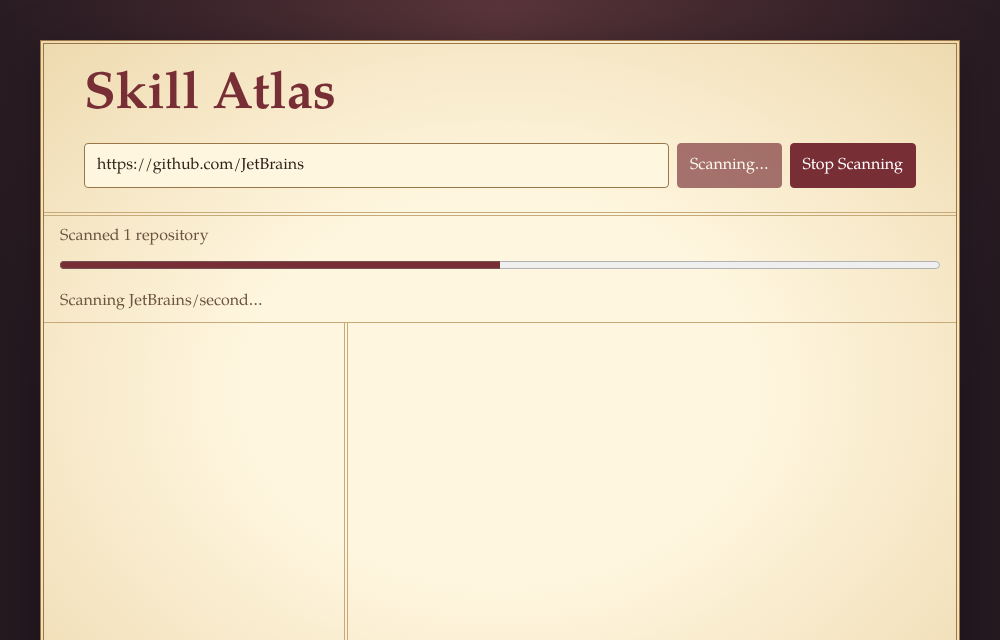 Skill Atlas
https://github.com/JetBrains
Scanning...
Stop Scanning
Scanned 1 repository
Scanning JetBrains/second...